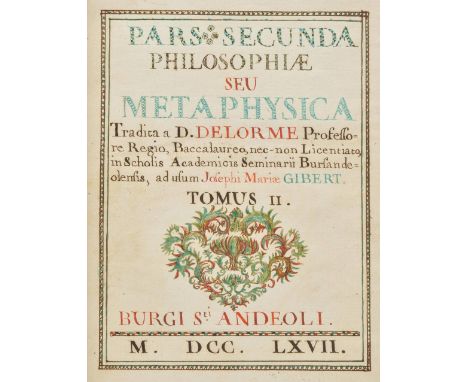 PARS SECUNDA
PHILOSOPHIÆ
SEU
METAPHYSICA
Tradita a D. DELORME Professo-
re Regio, Baccalaureo, nec-non Licentiato,
in Scholis Academicis Seminarii Bursande=
olensis, ad usum Josephi Mariæ GIBERT.
TOMUS II.
BURGI Sti ANDEOLI.
M. DCC. LXVII.